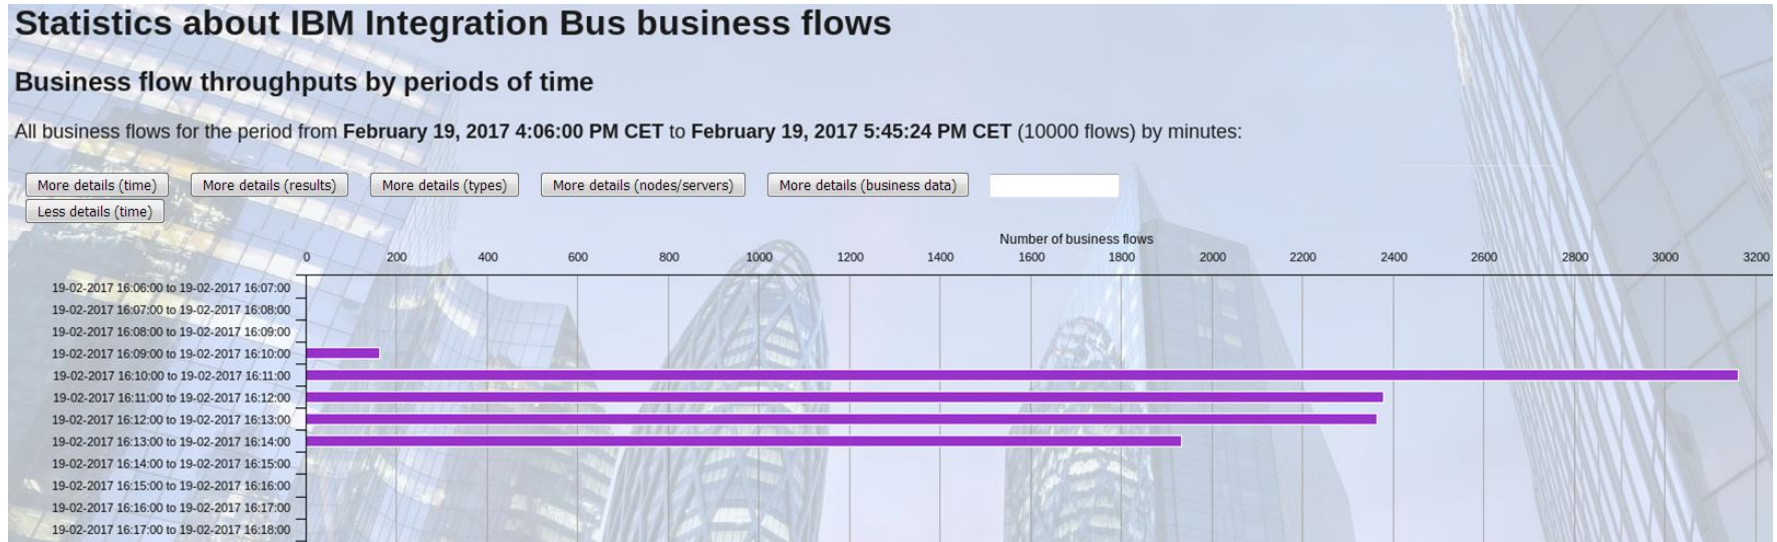 Statistics about IBM Integration Bus business flows
Business flow throughputs by periods of time
All business flows for the period from February 19, 2017 4:06:00 PM CET to February 19, 2017 5:45:24 PM CET (10000 flows) by minutes:
More details (time) More details (results) More details (types) More details (nodes/servers) More details (business data)
Less details (time)
Number of business flows
0 200 400 600 800 1000 1200 1400 1600 1800 2000 2200 2400 2600 2800 3000 3200
19-02-2017 16:06:00 to 19-02-2017 16:07:00
19-02-2017 16:07:00 to 19-02-2017 16:08:00
19-02-2017 16:08:00 to 19-02-2017 16:09:00
19-02-2017 16:09:00 to 19-02-2017 16:10:00
19-02-2017 16:10:00 to 19-02-2017 16:11:00
19-02-2017 16:11:00 to 19-02-2017 16:12:00
19-02-2017 16:12:00 to 19-02-2017 16:13:00
19-02-2017 16:13:00 to 19-02-2017 16:14:00
19-02-2017 16:14:00 to 19-02-2017 16:15:00
19-02-2017 16:15:00 to 19-02-2017 16:16:00
19-02-2017 16:16:00 to 19-02-2017 16:17:00
19-02-2017 16:17:00 to 19-02-2017 16:18:00